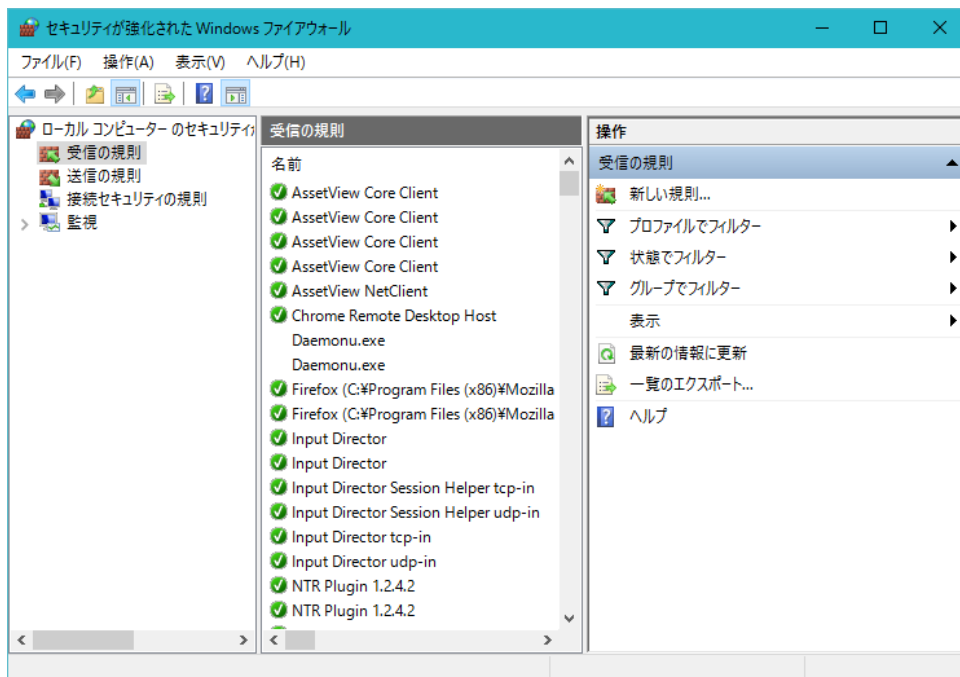 セキュリティが強化された Windows ファイアウォール
ファイル(F) 操作(A) 表示(V) ヘルプ(H)
ローカル コンピューター のセキュリティ
受信の規則
送信の規則
接続セキュリティの規則
監視
受信の規則
名前
AssetView Core Client
AssetView Core Client
AssetView Core Client
AssetView Core Client
AssetView NetClient
Chrome Remote Desktop Host
Daemonu.exe
Daemonu.exe
Firefox (C:¥Program Files (x86)¥Mozilla
Firefox (C:¥Program Files (x86)¥Mozilla
Input Director
Input Director
Input Director Session Helper tcp-in
Input Director Session Helper udp-in
Input Director tcp-in
Input Director udp-in
NTR Plugin 1.2.4.2
NTR Plugin 1.2.4.2
操作
受信の規則
新しい規則...
プロファイルでフィルター
状態でフィルター
グループでフィルター
表示
最新の情報に更新
一覧のエクスポート...
ヘルプ